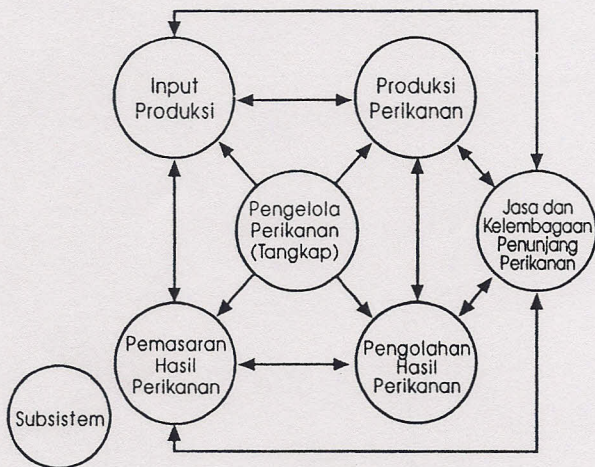 Input
Produksi
Produksi
Perikanan
Pengelola
Perikanan
(Tangkap)
Jasa dan
Kelembagaan
Penunjang
Perikanan
Pemasaran
Hasil
Perikanan
Pengolahan
Hasil
Perikanan
Subsistem